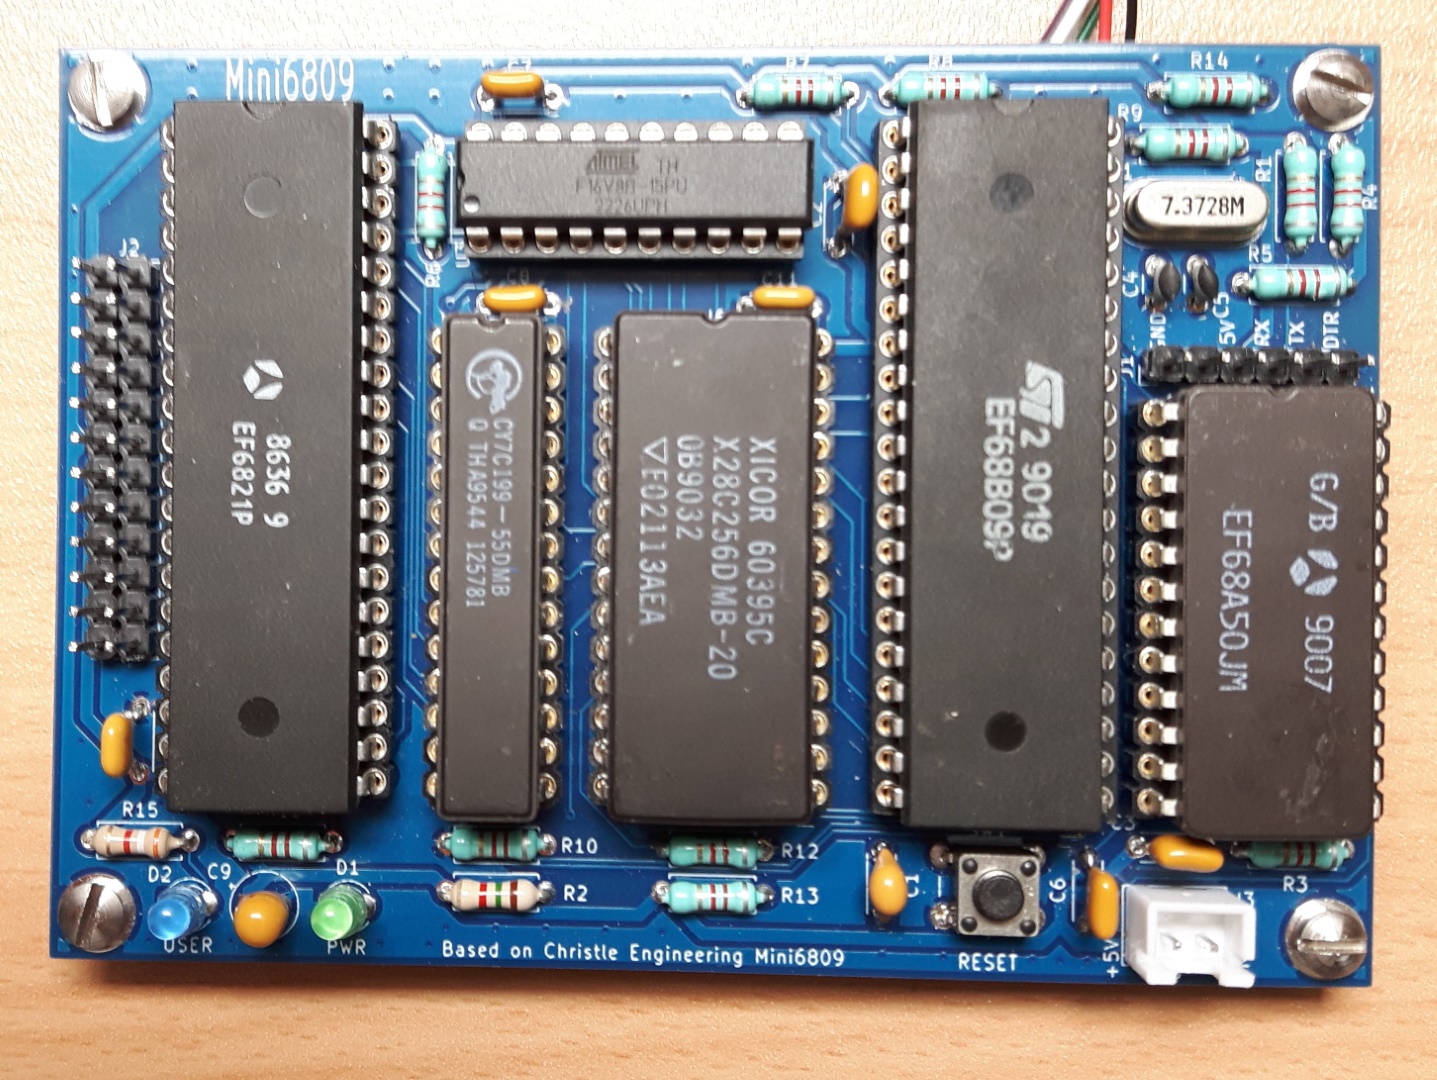 Mini6809
C7
R7
R8
R14
R9
ATMEL TH
F16V8B-15PU
2226UPH
R1
R4
C2
7.3728M
R6
J2
C8
C11
R5
C4
C5
GND
5V
RX
TX
DTR
J1
8636 9
EF6821P
CY7C199-55DMB
Q THA9544 125781
XICOR 60395C
X28C256DMB-20
0B9032
▽F02113AEA
ST 2 9019
EF68B09P
G/B 9007
EF68A50JM
R15
R10
R12
R3
D2
C9
D1
R2
R13
C1
C6
USER
PWR
Based on Christle Engineering Mini6809
RESET
+5V